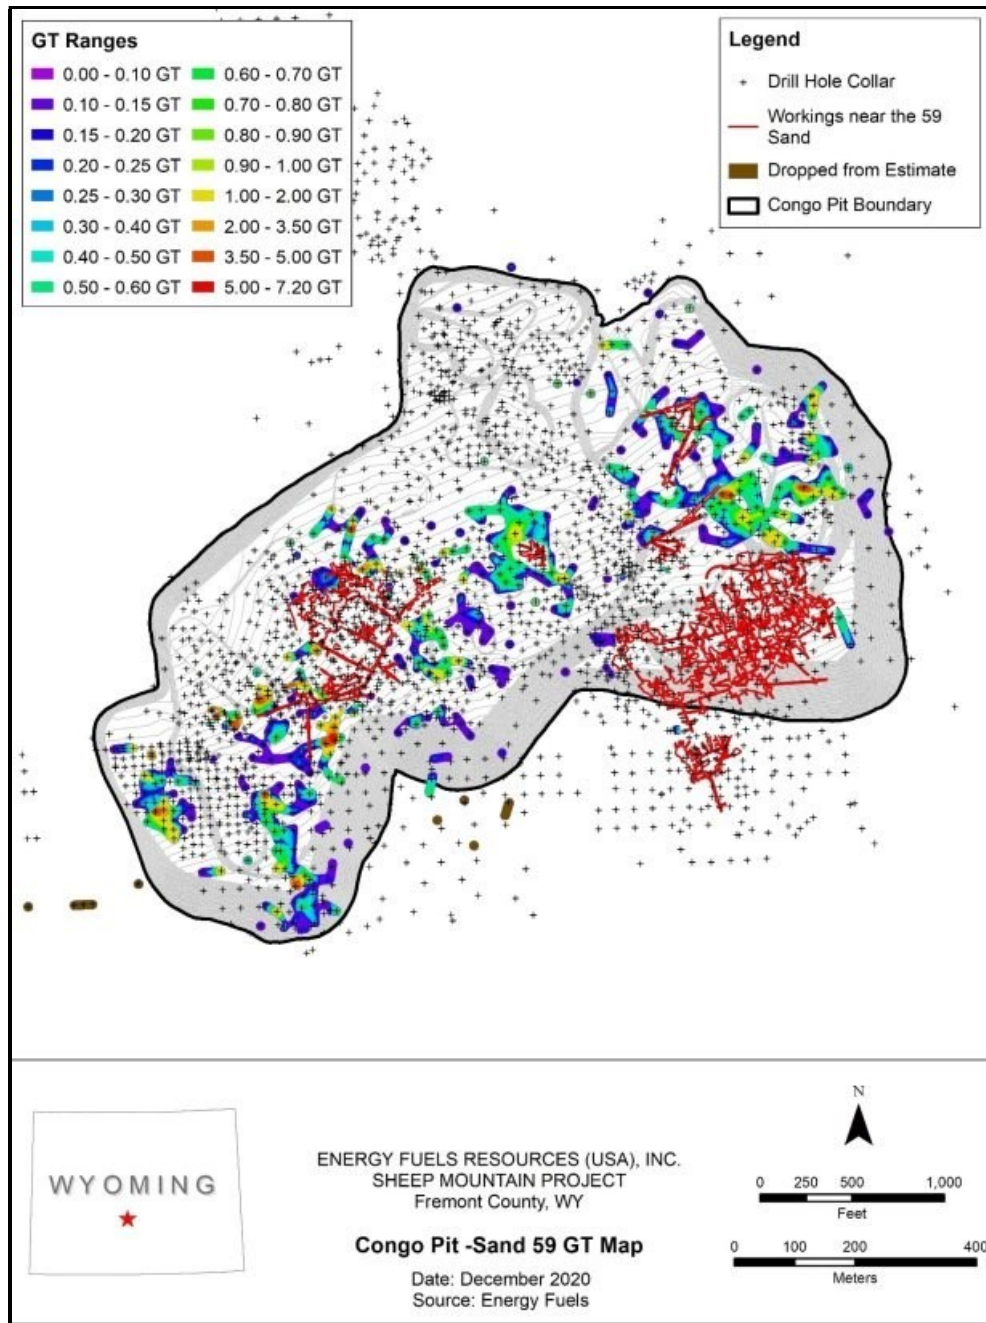 GT Ranges
0.00 - 0.10 GT
0.10 - 0.15 GT
0.15 - 0.20 GT
0.20 - 0.25 GT
0.25 - 0.30 GT
0.30 - 0.40 GT
0.40 - 0.50 GT
0.50 - 0.60 GT
0.60 - 0.70 GT
0.70 - 0.80 GT
0.80 - 0.90 GT
0.90 - 1.00 GT
1.00 - 2.00 GT
2.00 - 3.50 GT
3.50 - 5.00 GT
5.00 - 7.20 GT
Legend
Drill Hole Collar
Workings near the 59
Sand
Dropped from Estimate
Congo Pit Boundary
WYOMING
ENERGY FUELS RESOURCES (USA), INC.
SHEEP MOUNTAIN PROJECT
Fremont County, WY
Congo Pit -Sand 59 GT Map
Date: December 2020
Source: Energy Fuels
N
0 250 500 1,000
Feet
0 100 200 400
Meters